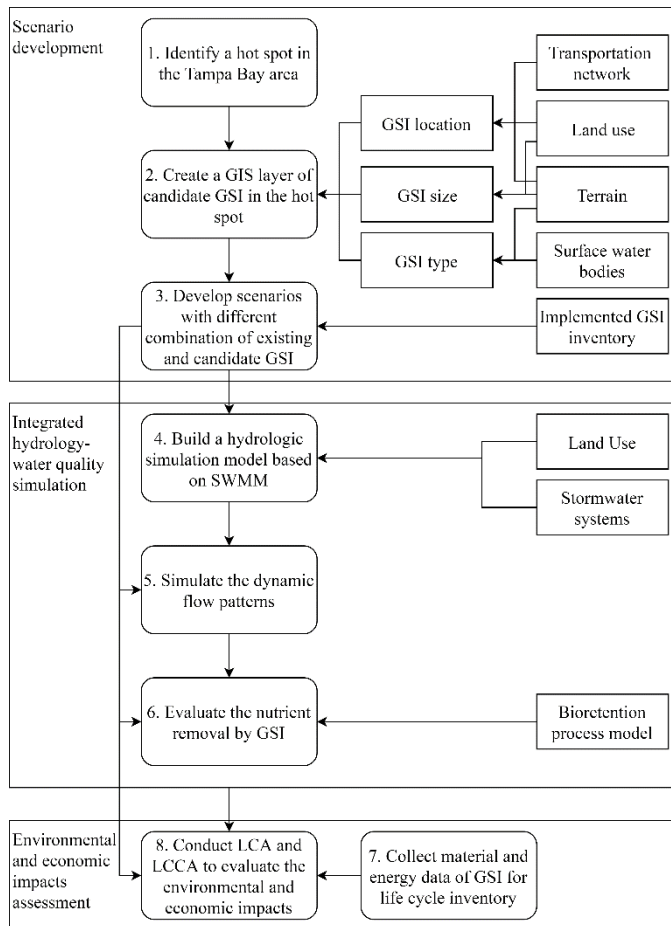 Scenario
development
1. Identify a hot spot in
the Tampa Bay area
Transportation
network
GSI location
Land use
2. Create a GIS layer of
candidate GSI in the hot
spot
GSI size
Terrain
GSI type
Surface water
bodies
3. Develop scenarios
with different
combination of existing
and candidate GSI
Implemented GSI
inventory
Integrated
hydrology-
water quality
simulation
4. Build a hydrologic
simulation model based
on SWMM
Land Use
Stormwater
systems
5. Simulate the dynamic
flow patterns
6. Evaluate the nutrient
removal by GSI
Bioretention
process model
Environmental
and economic
impacts
assessment
8. Conduct LCA and
LCCA to evaluate the
environmental and
economic impacts
7. Collect material and
energy data of GSI for
life cycle inventory